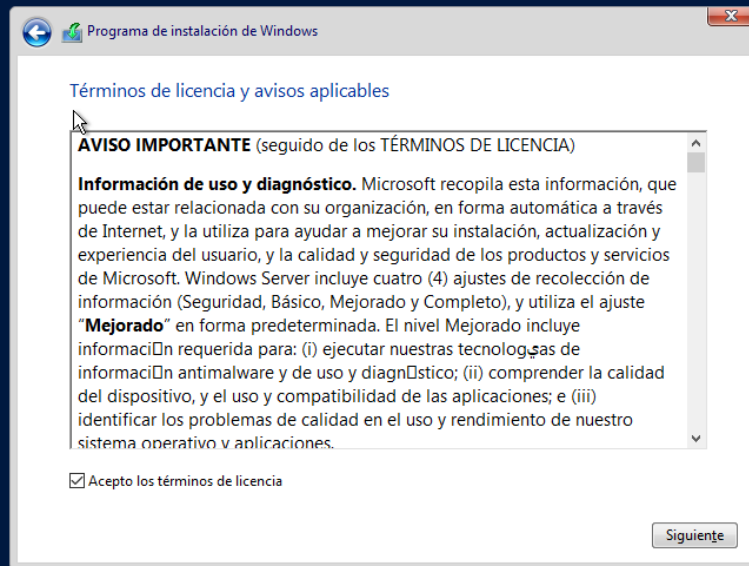 Programa de instalación de Windows
Términos de licencia y avisos aplicables
AVISO IMPORTANTE (seguido de los TÉRMINOS DE LICENCIA)
Información de uso y diagnóstico. Microsoft recopila esta información, que
puede estar relacionada con su organización, en forma automática a través
de Internet, y la utiliza para ayudar a mejorar su instalación, actualización y
experiencia del usuario, y la calidad y seguridad de los productos y servicios
de Microsoft. Windows Server incluye cuatro (4) ajustes de recolección de
información (Seguridad, Básico, Mejorado y Completo), y utiliza el ajuste
“Mejorado” en forma predeterminada. El nivel Mejorado incluye
informaci□n requerida para: (i) ejecutar nuestras tecnologيas de
informaci□n antimalware y de uso y diagn□stico; (ii) comprender la calidad
del dispositivo, y el uso y compatibilidad de las aplicaciones; e (iii)
identificar los problemas de calidad en el uso y rendimiento de nuestro
sistema operativo y aplicaciones.
Acepto los términos de licencia
Siguiente